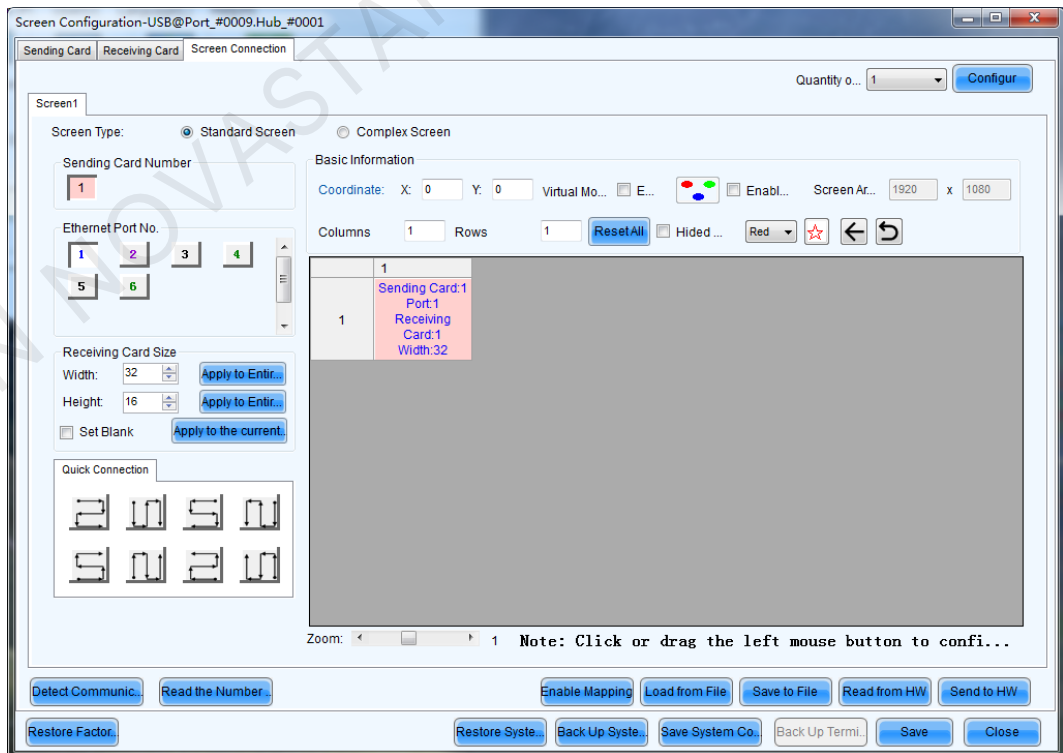 Screen Configuration-USB@Port_#0009.Hub_#0001
Sending Card Receiving Card Screen Connection
Quantity o... 1 Configur
Screen1
Screen Type: Standard Screen Complex Screen
Sending Card Number
1
Basic Information
Coordinate: X: 0 Y: 0 Virtual Mo... E... Enabl... Screen Ar... 1920 x 1080
Columns 1 Rows 1 Reset All Hided ... Red
Ethernet Port No.
1 2 3 4
5 6
1
1
Sending Card:1
Port:1
Receiving
Card:1
Width:32
Receiving Card Size
Width: 32 Apply to Entir...
Height: 16 Apply to Entir...
Set Blank Apply to the current..
Quick Connection
Zoom: 1 Note: Click or drag the left mouse button to confi...
Detect Communic.. Read the Number .. Enable Mapping Load from File Save to File Read from HW Send to HW
Restore Factor.. Restore Syste... Back Up Syste.. Save System Co.. Back Up Termi.. Save Close
NOVASTAR